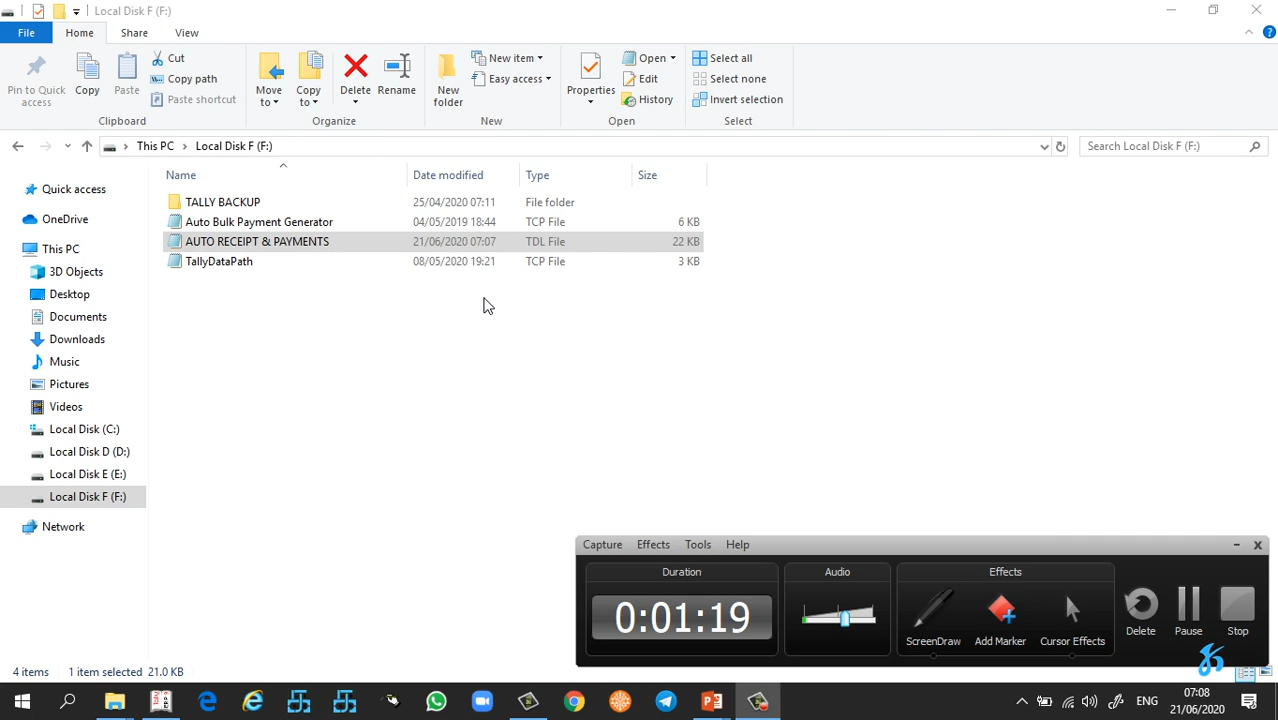 Local Disk F (F:)
File Home Share View
Pin to Quick access
Copy
Paste
Cut
Copy path
Paste shortcut
Clipboard
Move to
Copy to
Delete
Rename
Organize
New folder
New item
Easy access
New
Properties
Open
Edit
History
Open
Select all
Select none
Invert selection
Select
This PC Local Disk F (F:)
Search Local Disk F (F:)
Name Date modified Type Size
TALLY BACKUP 25/04/2020 07:11 File folder
Auto Bulk Payment Generator 04/05/2019 18:44 TCP File 6 KB
AUTO RECEIPT & PAYMENTS 21/06/2020 07:07 TDL File 22 KB
TallyDataPath 08/05/2020 19:21 TCP File 3 KB
Quick access
OneDrive
This PC
3D Objects
Desktop
Documents
Downloads
Music
Pictures
Videos
Local Disk (C:)
Local Disk D (D:)
Local Disk E (E:)
Local Disk F (F:)
Network
Capture Effects Tools Help
Duration
0:01:19
Audio
Effects
ScreenDraw
Add Marker
Cursor Effects
Delete
Pause
Stop
4 items 1 item selected 21.0 KB
ENG
07:08
21/06/2020